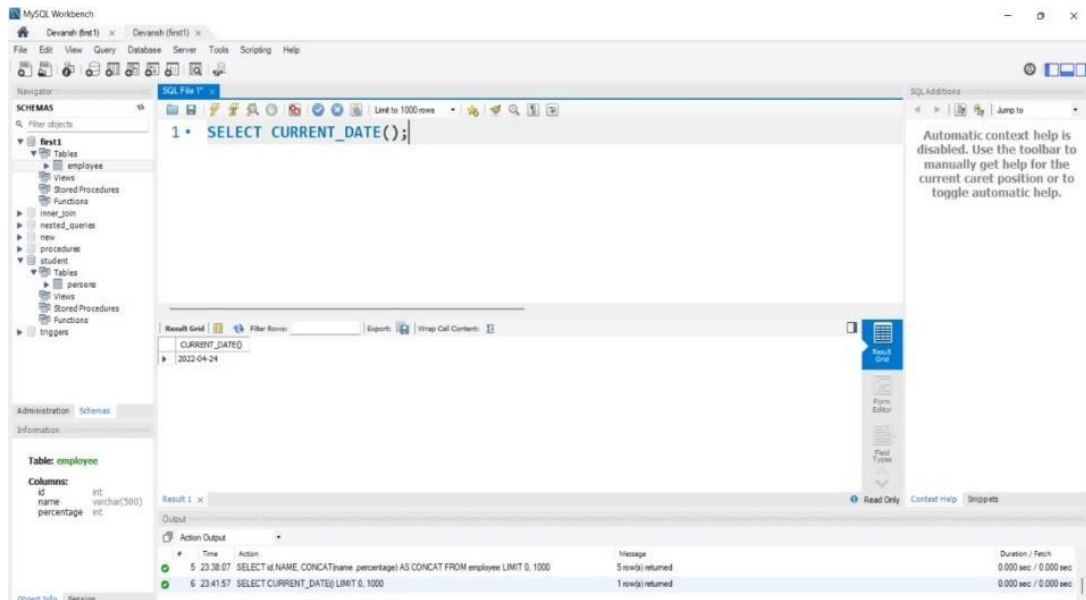 MySQL Workbench
Devansh (first1) × Devansh (first1) ×
File Edit View Query Database Server Tools Scripting Help
Navigator
SCHEMAS
Filter objects
first1
Tables
employee
Views
Stored Procedures
Functions
inner_join
nested_queries
new
procedures
student
Tables
persons
Views
Stored Procedures
Functions
triggers
Administration Schemas
Information
Table: employee
Columns:
id int
name varchar(500)
percentage int
Object Info Session
SQL File 1* ×
Limit to 1000 rows
1 SELECT CURRENT_DATE();
Result Grid Filter Rows: Export: Wrap Cell Content:
CURRENT_DATE()
2022-04-24
Result Grid
Form Editor
Field Types
Result 1 × Read Only
Output
Action Output
# Time Action Message Duration / Fetch
5 23:38:07 SELECT id,NAME, CONCAT(name ,percentage) AS CONCAT FROM employee LIMIT 0, 1000 5 row(s) returned 0.000 sec / 0.000 sec
6 23:41:57 SELECT CURRENT_DATE() LIMIT 0, 1000 1 row(s) returned 0.000 sec / 0.000 sec
SQLAdditions
Jump to
Automatic context help is
disabled. Use the toolbar to
manually get help for the
current caret position or to
toggle automatic help.
Context Help Snippets